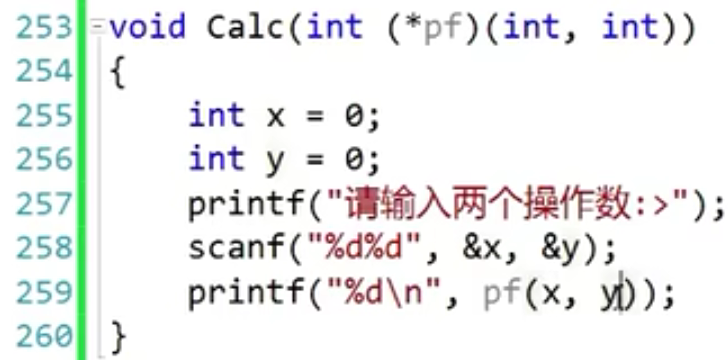 253 void Calc(int (*pf)(int, int))
254 {
255 int x = 0;
256 int y = 0;
257 printf("请输入两个操作数:>");
258 scanf("%d%d", &x, &y);
259 printf("%d\n", pf(x, y));
260 }